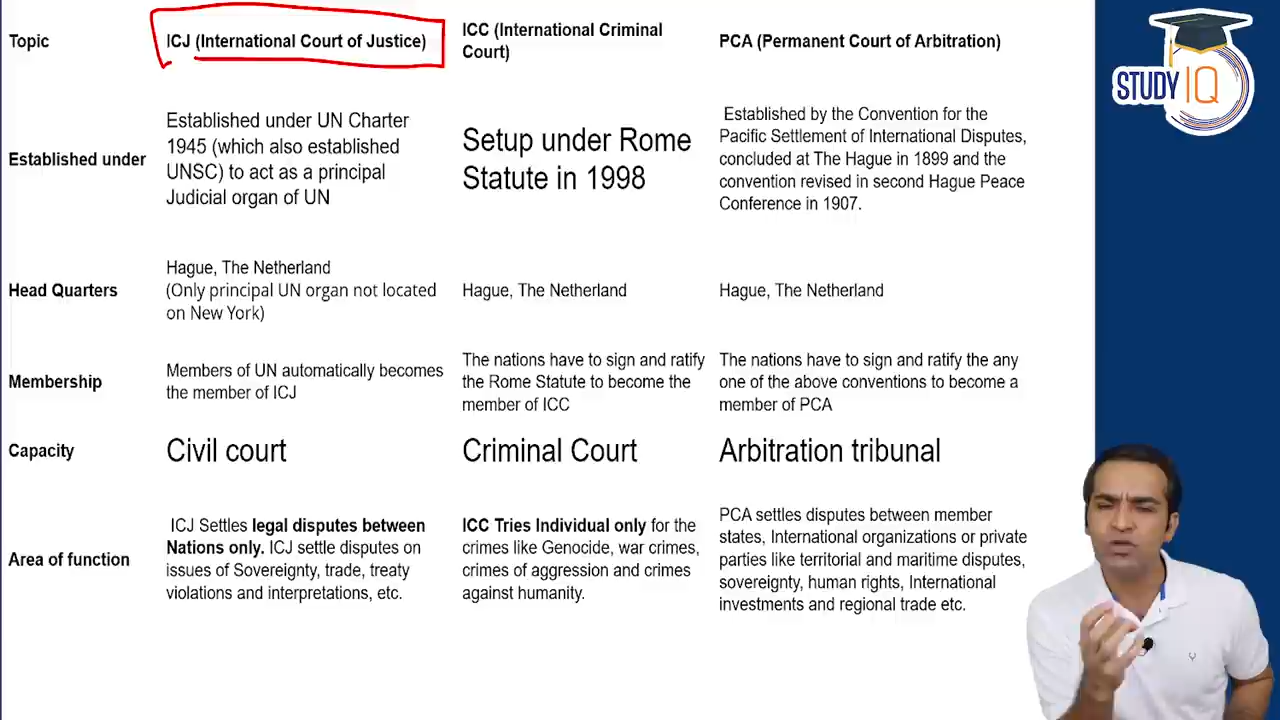 Topic
ICJ (International Court of Justice)
ICC (International Criminal
Court)
PCA (Permanent Court of Arbitration)
STUDY IQ
Established under
Established under UN Charter
1945 (which also established
UNSC) to act as a principal
Judicial organ of UN
Setup under Rome
Statute in 1998
Established by the Convention for the
Pacific Settlement of International Disputes,
concluded at The Hague in 1899 and the
convention revised in second Hague Peace
Conference in 1907.
Head Quarters
Hague, The Netherland
(Only principal UN organ not located
on New York)
Hague, The Netherland
Hague, The Netherland
Membership
Members of UN automatically becomes
the member of ICJ
The nations have to sign and ratify
the Rome Statute to become the
member of ICC
The nations have to sign and ratify the any
one of the above conventions to become a
member of PCA
Capacity
Civil court
Criminal Court
Arbitration tribunal
Area of function
ICJ Settles legal disputes between
Nations only. ICJ settle disputes on
issues of Sovereignty, trade, treaty
violations and interpretations, etc.
ICC Tries Individual only for the
crimes like Genocide, war crimes,
crimes of aggression and crimes
against humanity.
PCA settles disputes between member
states, International organizations or private
parties like territorial and maritime disputes,
sovereignty, human rights, International
investments and regional trade etc.